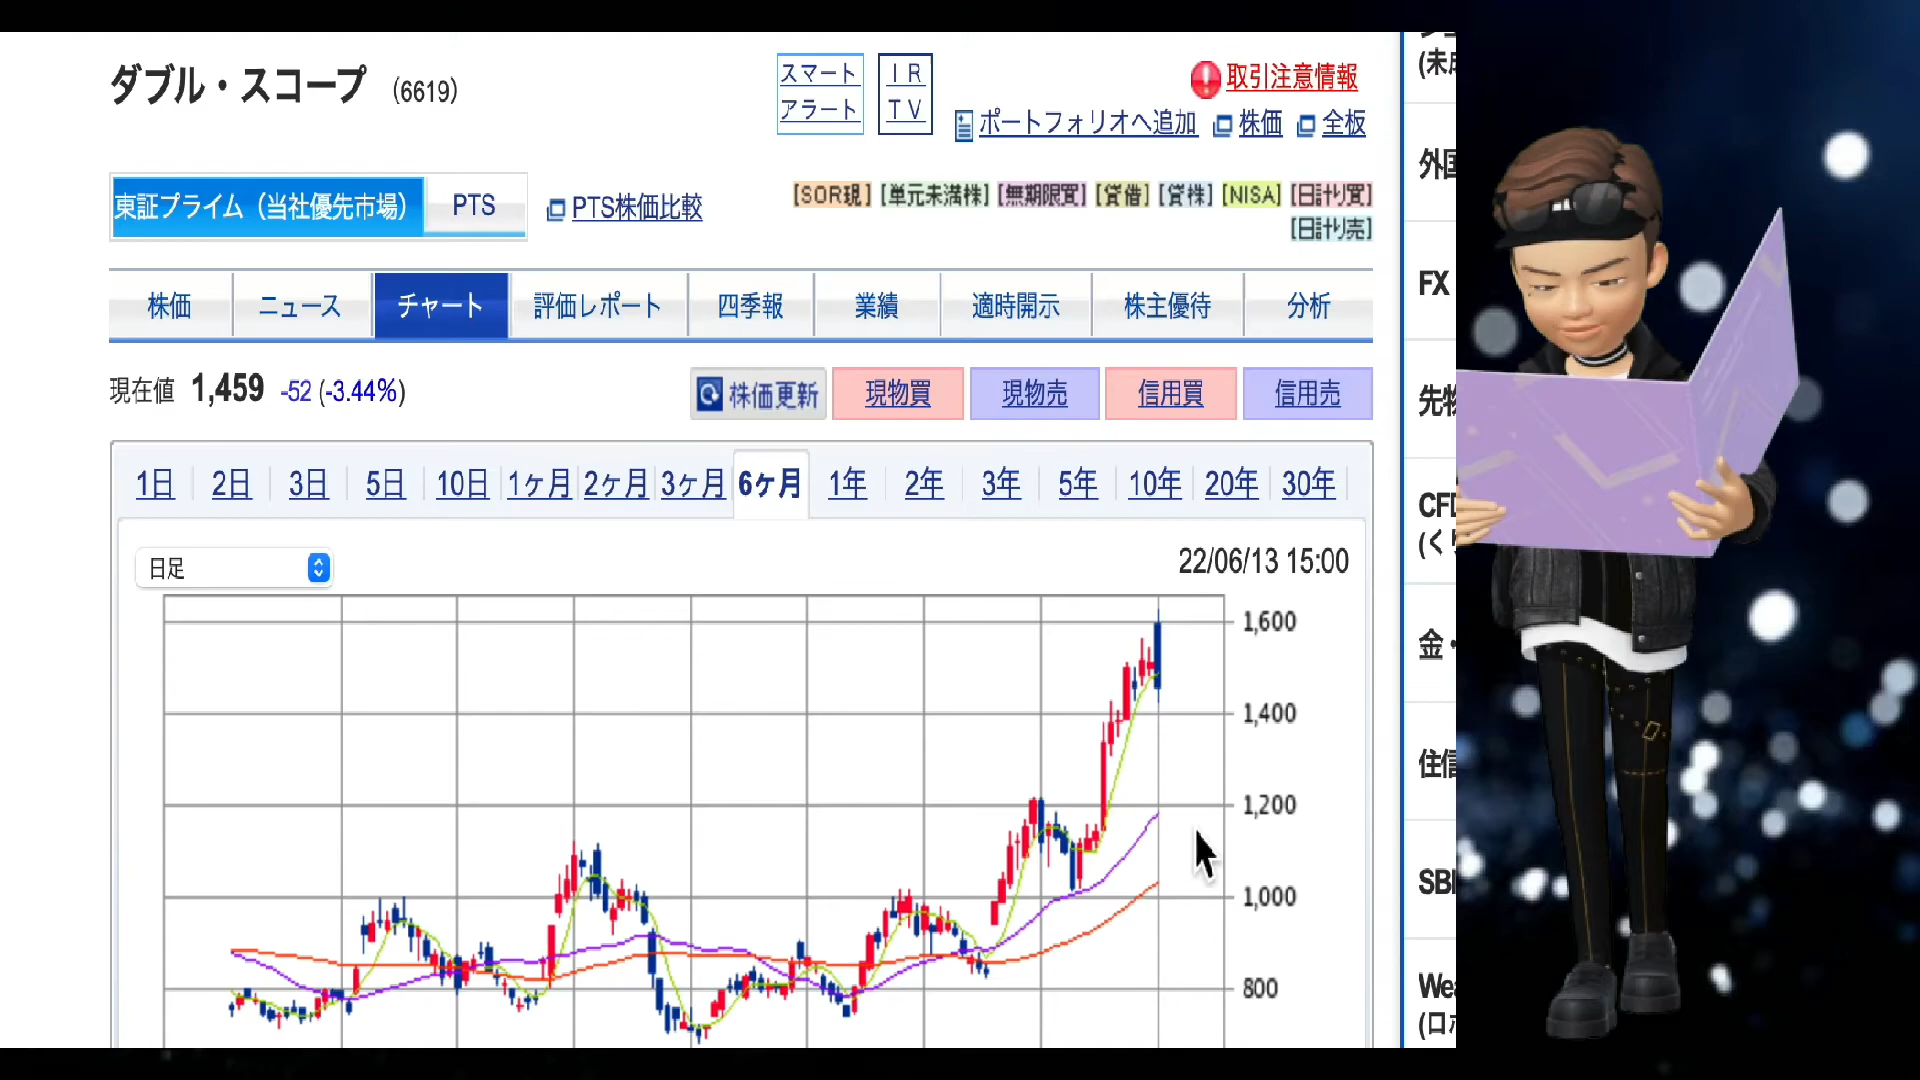 ダブル・スコープ (6619)
スマート
アラート
IR
TV
取引注意情報
ポートフォリオへ追加 株価 全板
東証プライム（当社優先市場） PTS PTS株価比較
[SOR現] [単元未満株] [無期限買] [貸借] [貸株] [NISA] [日計り買]
[日計り売]
株価 ニュース チャート 評価レポート 四季報 業績 適時開示 株主優待 分析
現在値 1,459 -52 (-3.44%)
株価更新 現物買 現物売 信用買 信用売
1日 2日 3日 5日 10日 1ヶ月 2ヶ月 3ヶ月 6ヶ月 1年 2年 3年 5年 10年 20年 30年
日足
22/06/13 15:00
1,600
1,400
1,200
1,000
800
外国
FX
先物
CFD
(く
金・
住信
SBI
We